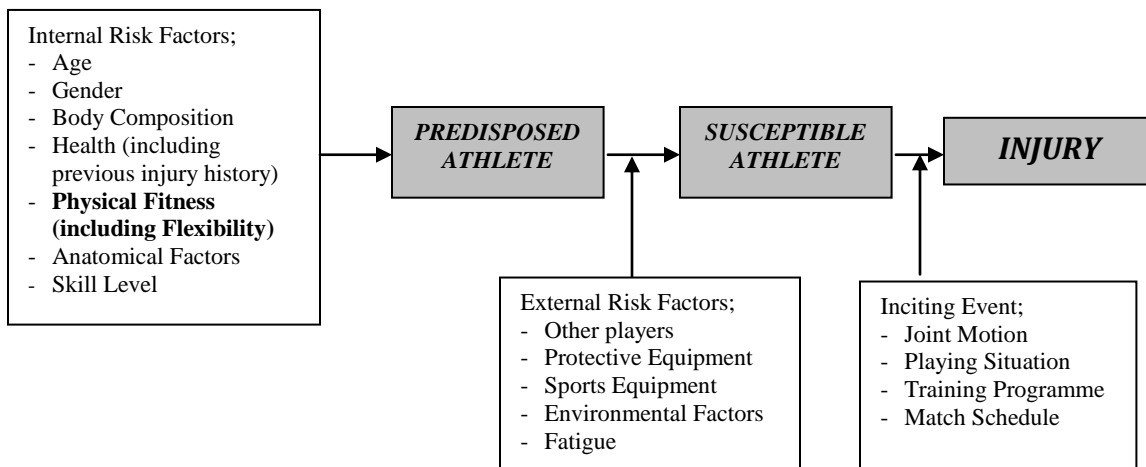 Internal Risk Factors;
- Age
- Gender
- Body Composition
- Health (including
previous injury history)
- Physical Fitness
(including Flexibility)
- Anatomical Factors
- Skill Level
PREDISPOSED
ATHLETE
SUSCEPTIBLE
ATHLETE
INJURY
External Risk Factors;
- Other players
- Protective Equipment
- Sports Equipment
- Environmental Factors
- Fatigue
Inciting Event;
- Joint Motion
- Playing Situation
- Training Programme
- Match Schedule